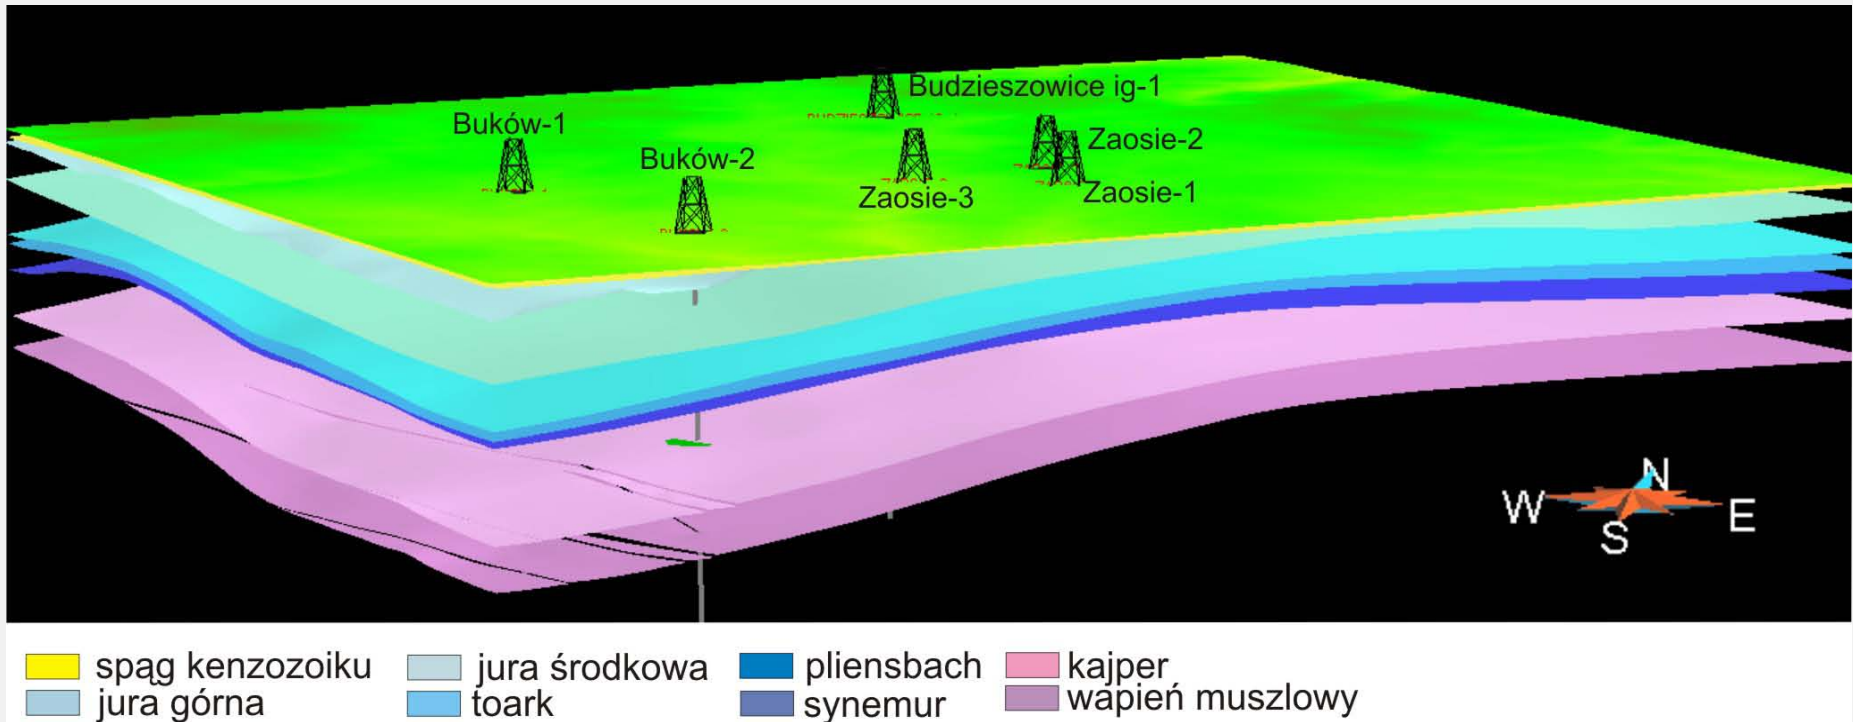 Budzieszowice ig-1
Buków-1
Zaosie-2
Buków-2
Zaosie-3
Zaosie-1
N
W
E
S
spąg kenzozoiku
jura środkowa
pliensbach
kajper
jura górna
toark
synemur
wapień muszlowy